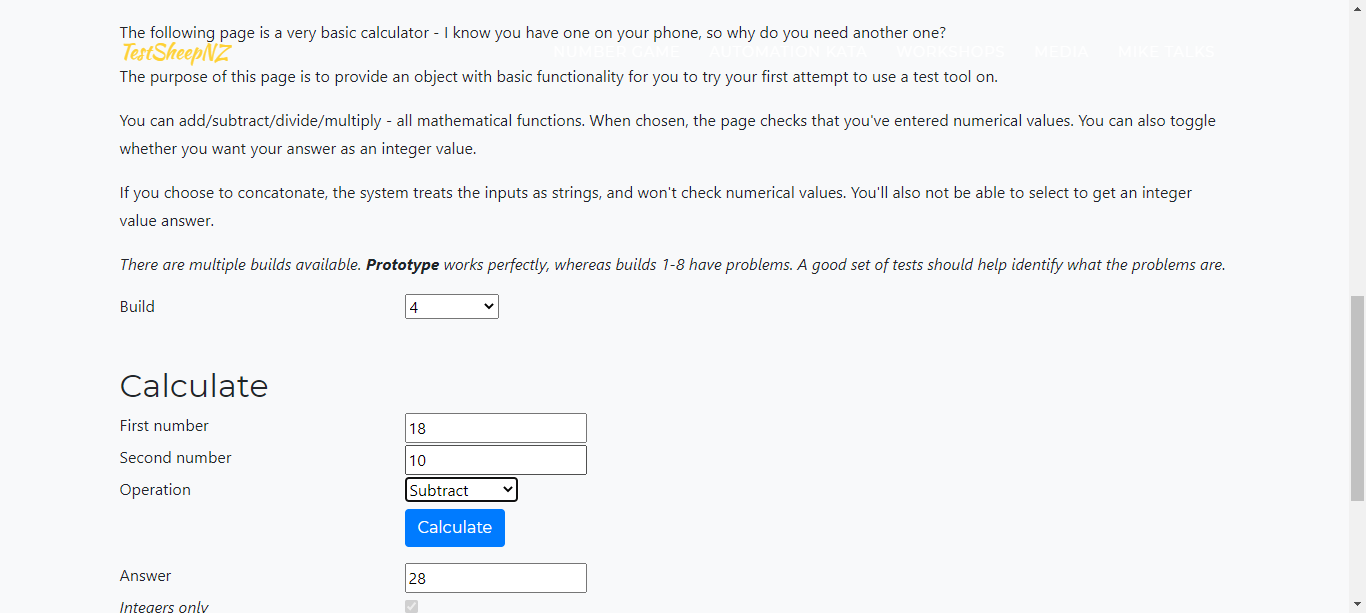 The following page is a very basic calculator - I know you have one on your phone, so why do you need another one?
TestSheepNZ NUMBER GAME AUTOMATION BETA WORKSHOPS MEDIA MIKE TALKS
The purpose of this page is to provide an object with basic functionality for you to try your first attempt to use a test tool on.
You can add/subtract/divide/multiply - all mathematical functions. When chosen, the page checks that you've entered numerical values. You can also toggle
whether you want your answer as an integer value.
If you choose to concatonate, the system treats the inputs as strings, and won't check numerical values. You'll also not be able to select to get an integer
value answer.
There are multiple builds available. Prototype works perfectly, whereas builds 1-8 have problems. A good set of tests should help identify what the problems are.
Build 4
Calculate
First number 18
Second number 10
Operation Subtract
Calculate
Answer 28
Integers only